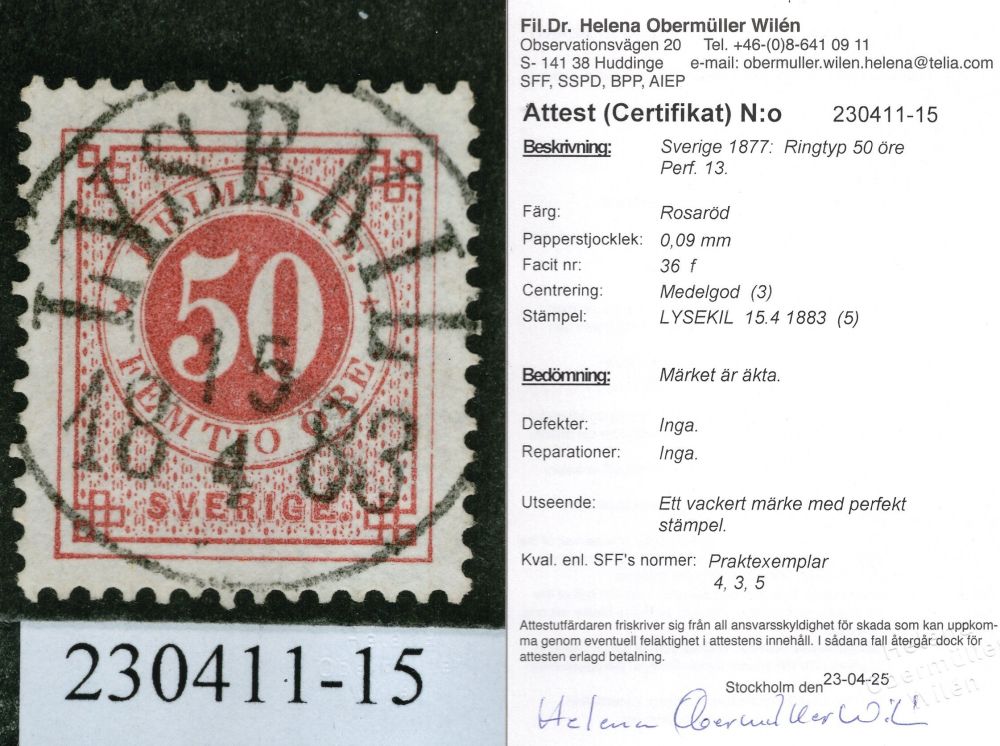 LYSEKIL
RIMÄRKE.
50
15
18 4 83
FEMTIO ÖRE
SVERIGE.
230411-15
Fil.Dr. Helena Obermüller Wilén
Observationsvägen 20 Tel. +46-(0)8-641 09 11
S- 141 38 Huddinge e-mail: obermuller.wilen.helena@telia.com
SFF, SSPD, BPP, AIEP
Attest (Certifikat) N:o 230411-15
Beskrivning: Sverige 1877: Ringtyp 50 öre
Perf. 13.
Färg: Rosaröd
Papperstjocklek: 0,09 mm
Facit nr: 36 f
Centrering: Medelgod (3)
Stämpel: LYSEKIL 15.4 1883 (5)
Bedömning: Märket är äkta.
Defekter: Inga.
Reparationer: Inga.
Utseende: Ett vackert märke med perfekt
stämpel.
Kval. enl. SFF's normer: Praktexemplar
4, 3, 5
Attestutfärdaren friskriver sig från all ansvarsskyldighet för skada som kan uppkom-
ma genom eventuell felaktighet i attestens innehåll. I sådana fall återgår dock för
attesten erlagd betalning.
Stockholm den 23-04-25
Helena Obermüller Wil
Obermüller
Wilén